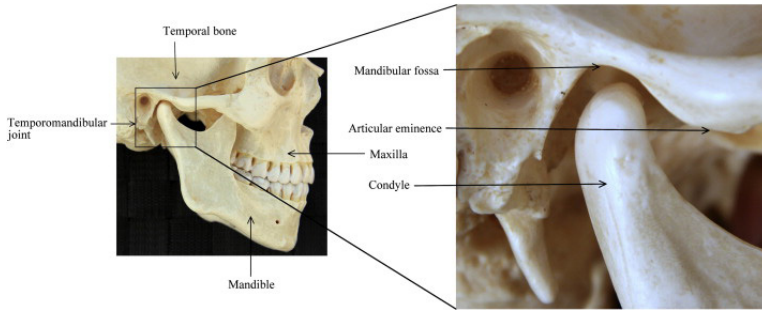 Temporal bone
Temporomandibular
joint
Maxilla
Mandible
Mandibular fossa
Articular eminence
Condyle